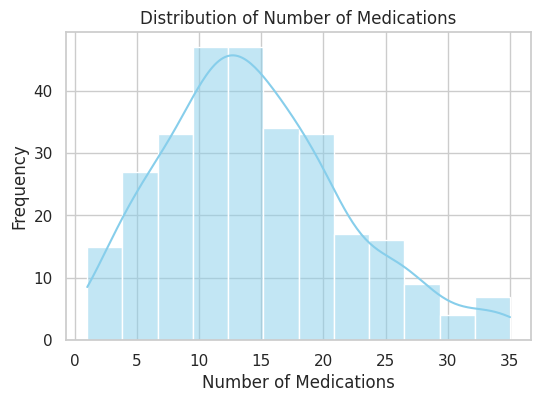 Distribution of Number of Medications
Frequency
40
30
20
10
0
0 5 10 15 20 25 30 35
Number of Medications